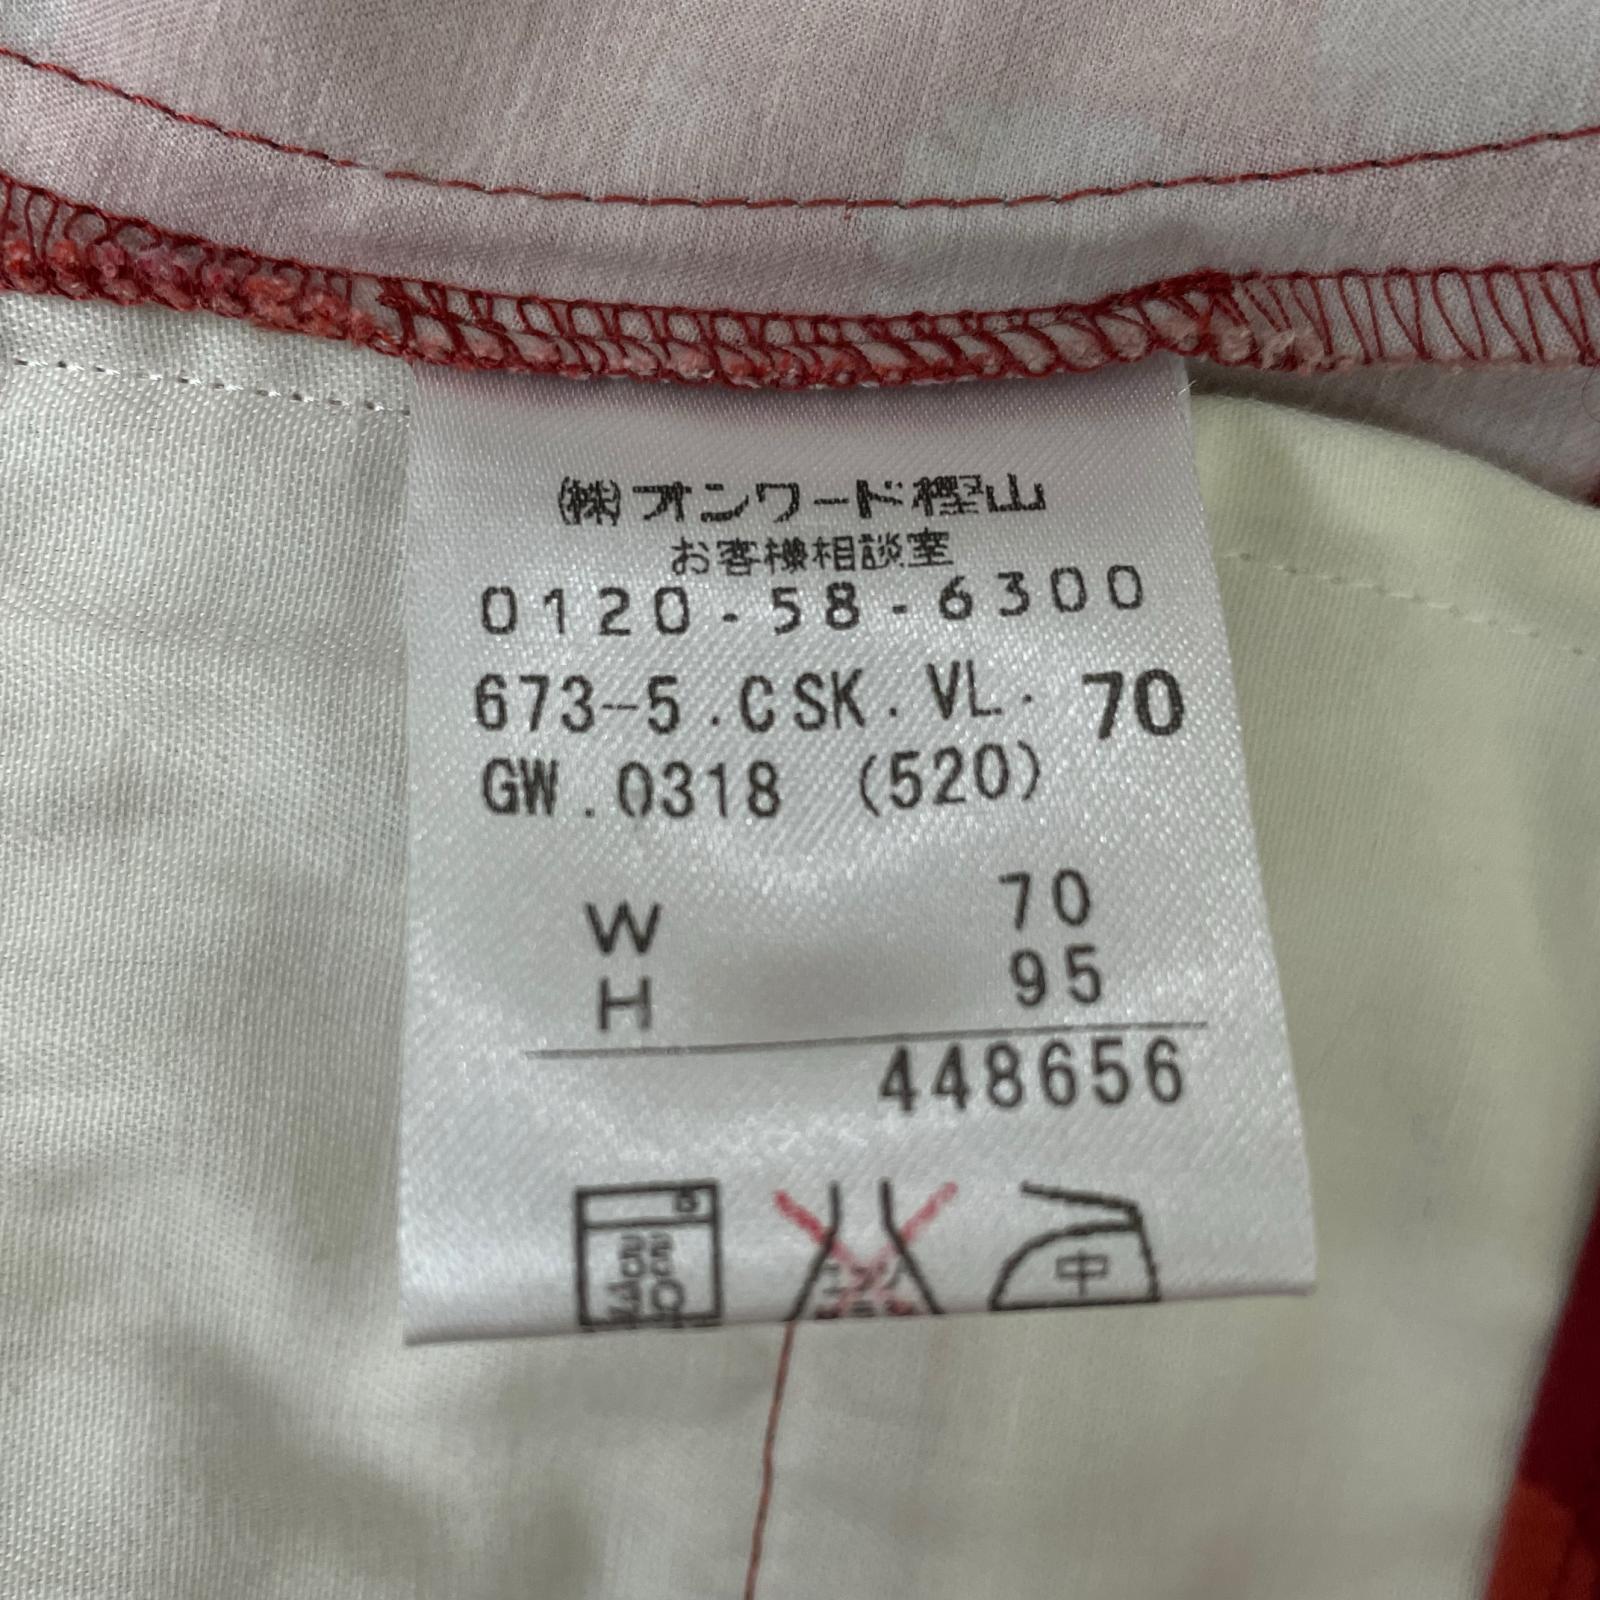 ㈱オンワード樫山
お客様相談室
0120-58-6300
673-5.CSK.VL. 70
GW.0318 (520)
W 70
H 95
448656
中